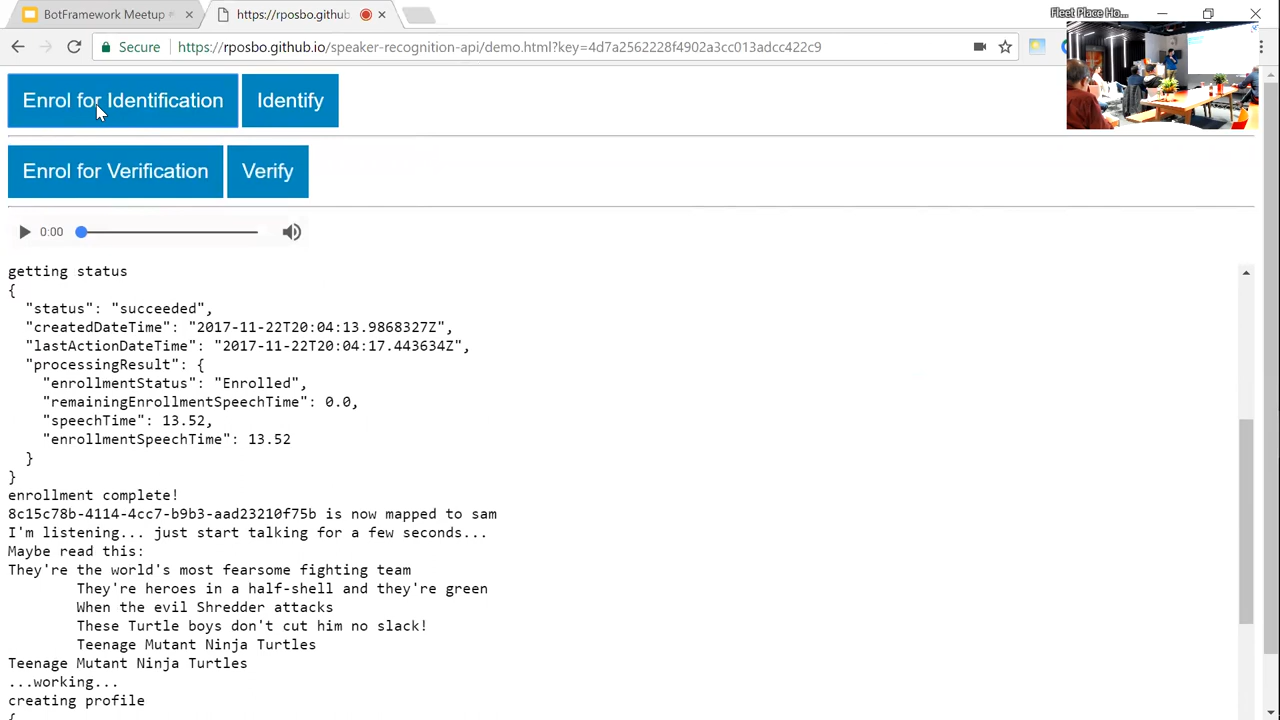 BotFramework Meetup
https://rposbo.github
Fleet Place Ho...
Secure
https://rposbo.github.io/speaker-recognition-api/demo.html?key=4d7a2562228f4902a3cc013adcc422c9
Enrol for Identification
Identify
Enrol for Verification
Verify
0:00
getting status
{
"status": "succeeded",
"createdDateTime": "2017-11-22T20:04:13.9868327Z",
"lastActionDateTime": "2017-11-22T20:04:17.443634Z",
"processingResult": {
"enrollmentStatus": "Enrolled",
"remainingEnrollmentSpeechTime": 0.0,
"speechTime": 13.52,
"enrollmentSpeechTime": 13.52
}
}
enrollment complete!
8c15c78b-4114-4cc7-b9b3-aad23210f75b is now mapped to sam
I'm listening... just start talking for a few seconds...
Maybe read this:
They're the world's most fearsome fighting team
They're heroes in a half-shell and they're green
When the evil Shredder attacks
These Turtle boys don't cut him no slack!
Teenage Mutant Ninja Turtles
Teenage Mutant Ninja Turtles
...working...
creating profile
{